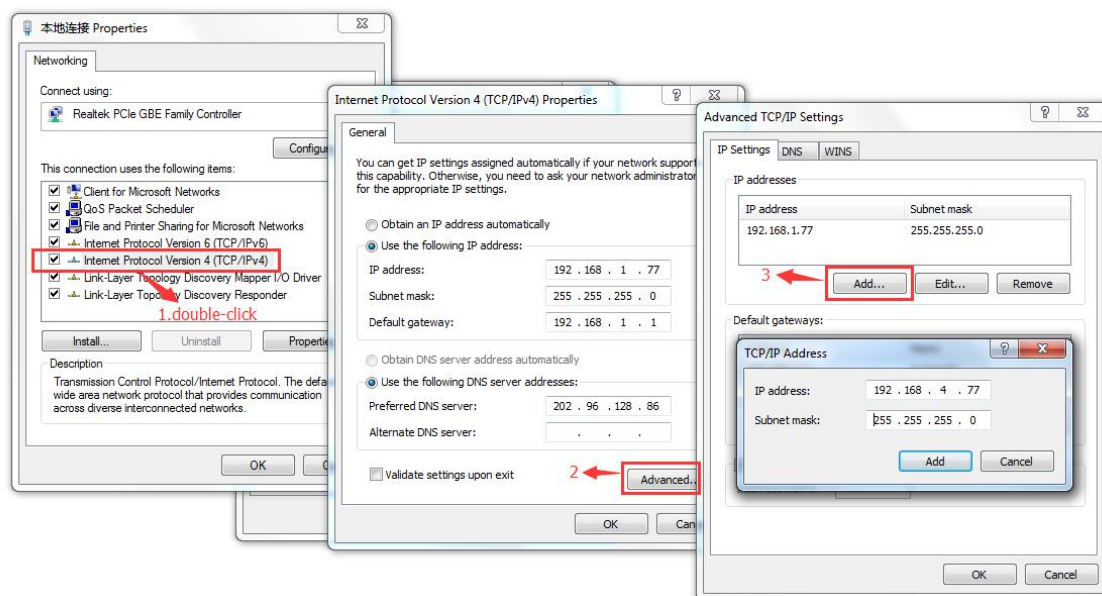 本地连接 Properties
Networking
Connect using:
Realtek PCIe GBE Family Controller
This connection uses the following items:
Client for Microsoft Networks
QoS Packet Scheduler
File and Printer Sharing for Microsoft Networks
Internet Protocol Version 6 (TCP/IPv6)
Internet Protocol Version 4 (TCP/IPv4)
Link-Layer Topology Discovery Mapper I/O Driver
Link-Layer Topology Discovery Responder
1.double-click
Install...
Uninstall
Description
Transmission Control Protocol/Internet Protocol. The
wide area network protocol that provides communication
across diverse interconnected networks.
OK
Internet Protocol Version 4 (TCP/IPv4) Properties
General
You can get IP settings assigned automatically if your network support
this capability. Otherwise, you need to ask your network administrator
for the appropriate IP settings.
Obtain an IP address automatically
Use the following IP address:
IP address: 192 . 168 . 1 . 77
Subnet mask: 255 . 255 . 255 . 0
Default gateway: 192 . 168 . 1 . 1
Obtain DNS server address automatically
Use the following DNS server addresses:
Preferred DNS server: 202 . 96 . 128 . 86
Alternate DNS server: . . .
Validate settings upon exit
2
Advanced..
OK
Advanced TCP/IP Settings
IP Settings DNS WINS
IP addresses
IP address Subnet mask
192.168.1.77 255.255.255.0
3
Add... Edit... Remove
Default gateways:
TCP/IP Address
IP address: 192 . 168 . 4 . 77
Subnet mask: 255 . 255 . 255 . 0
Add Cancel
OK Cancel